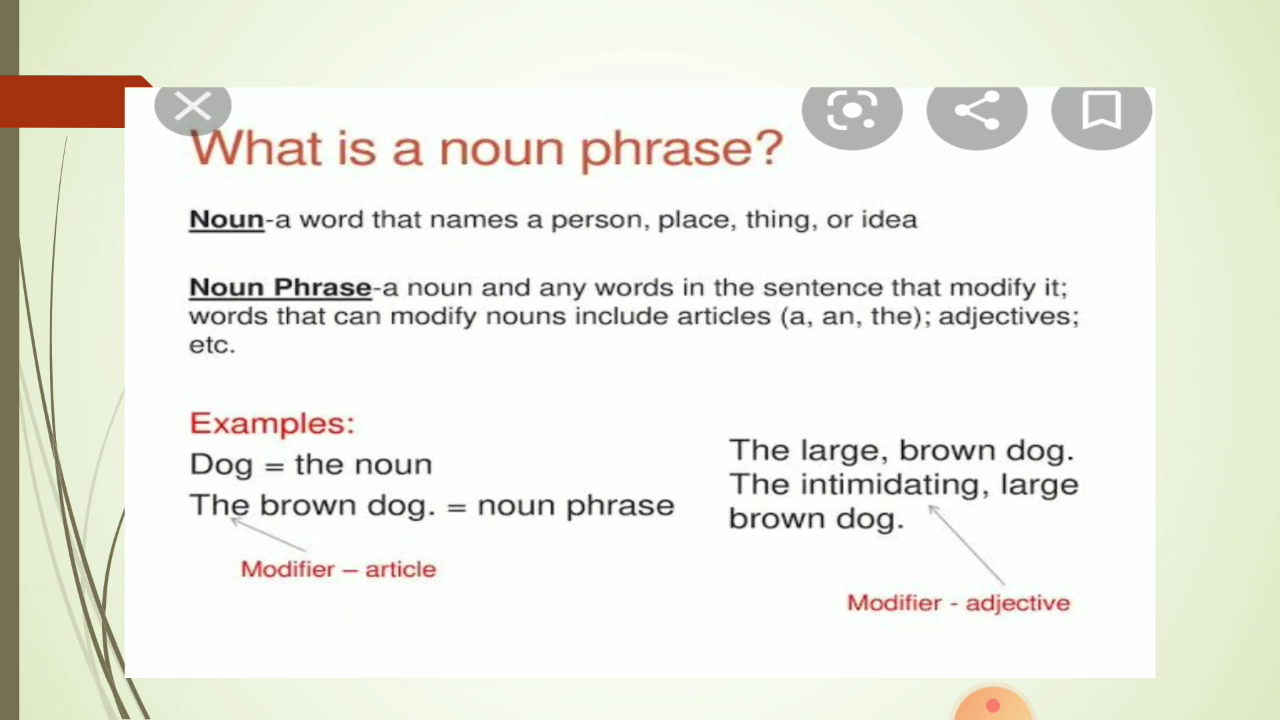 What is a noun phrase?
Noun-a word that names a person, place, thing, or idea
Noun Phrase-a noun and any words in the sentence that modify it;
words that can modify nouns include articles (a, an, the); adjectives;
etc.
Examples:
Dog = the noun
The brown dog. = noun phrase
Modifier – article
The large, brown dog.
The intimidating, large
brown dog.
Modifier - adjective